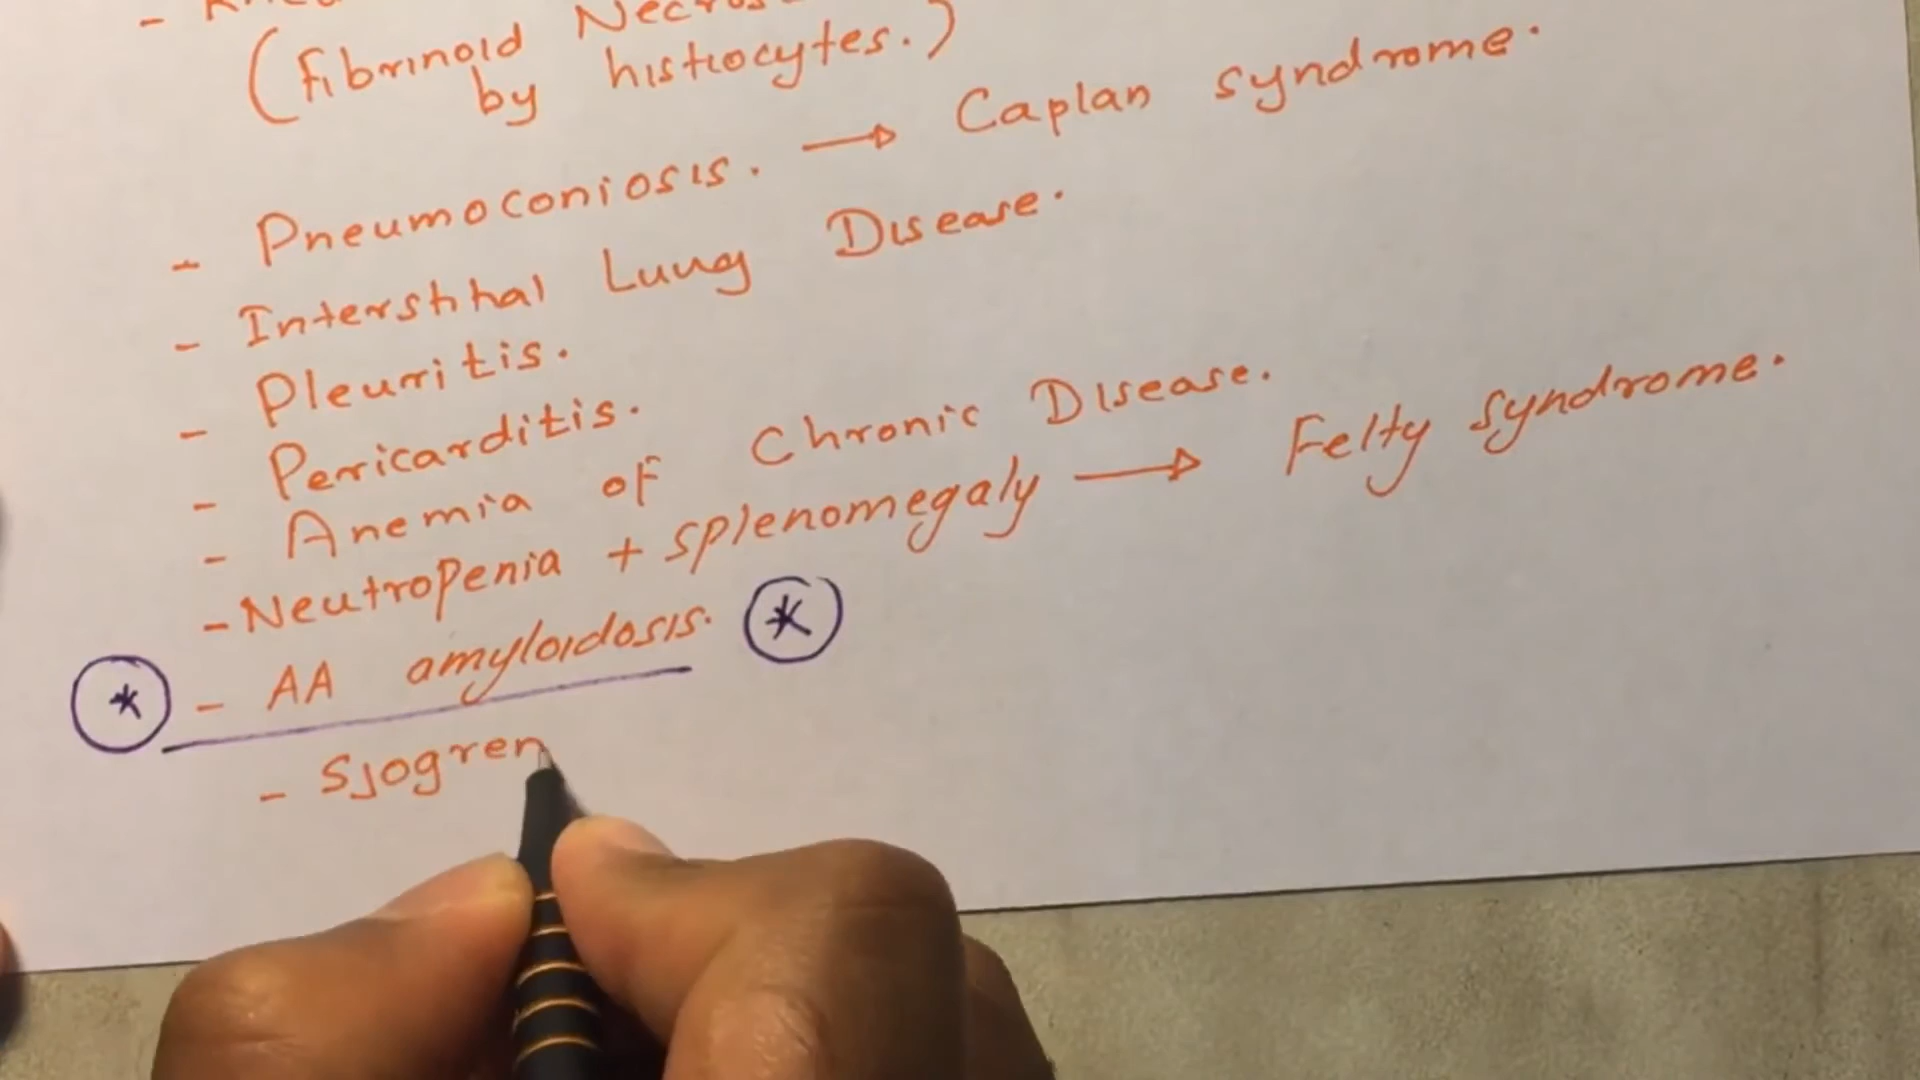 (Fibrinoid
by histiocytes.)
- Pneumoconiosis. → Caplan syndrome.
- Interstitial Lung Disease.
- Pleuritis.
- Pericarditis.
- Anemia of Chronic Disease.
- Neutropenia + splenomegaly → Felty syndrome.
* - AA amyloidosis. *
- Sjogren